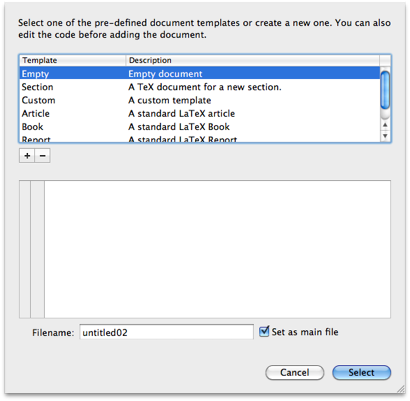 Select one of the pre-defined document templates or create a new one. You can also
edit the code before adding the document.
Template Description
Empty Empty document
Section A TeX document for a new section.
Custom A custom template
Article A standard LaTeX article
Book A standard LaTeX Book
Report A standard LaTeX Report
+ −
Filename: untitled02 Set as main file
Cancel Select